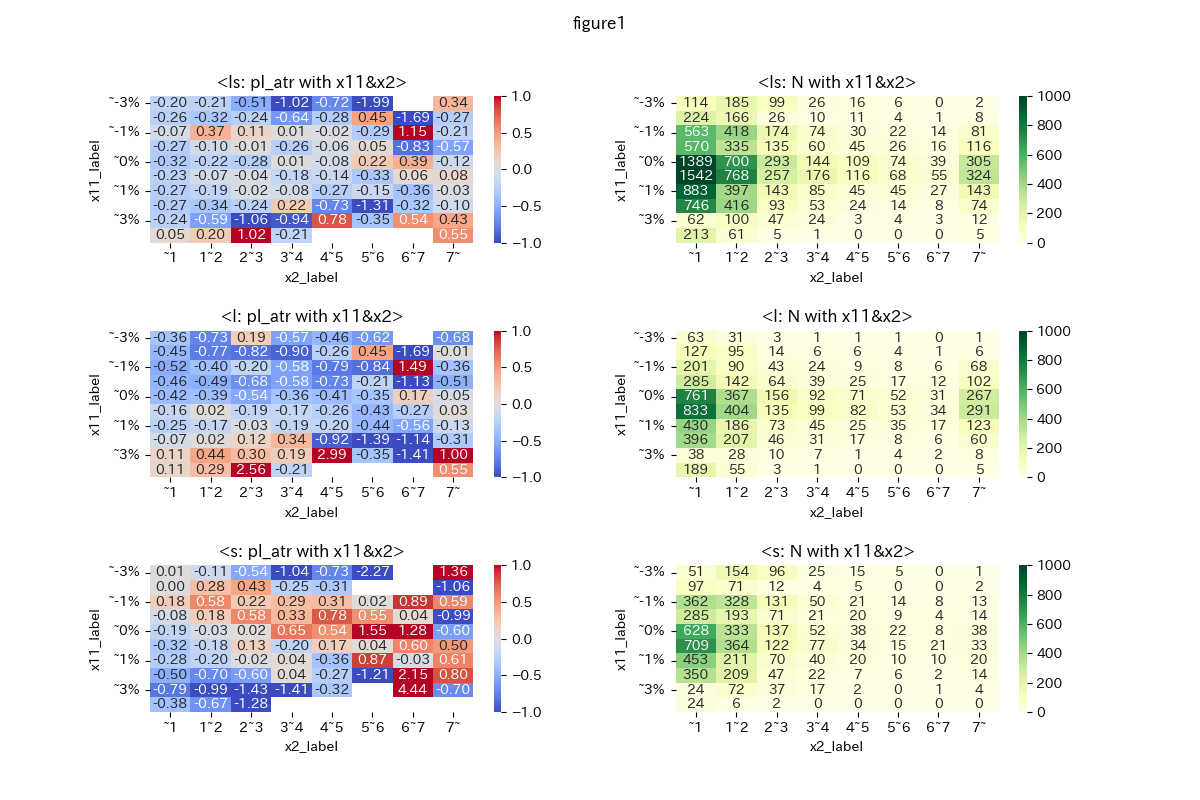 figure1
<ls: pl_atr with x11&x2>
~-3% -0.20 -0.21 -0.51 -1.02 -0.72 -1.99 0.34 1.0
-0.26 -0.32 -0.24 -0.64 -0.28 0.45 -1.69 -0.27
~-1% -0.07 0.37 0.11 0.01 -0.02 -0.29 1.15 -0.21 0.5
-0.27 -0.10 -0.01 -0.26 -0.06 0.05 -0.83 -0.57
~0% -0.32 -0.22 -0.28 0.01 -0.08 0.22 0.39 -0.12 0.0
-0.23 -0.07 -0.04 -0.18 -0.14 -0.33 0.06 0.08
~1% -0.27 -0.19 -0.02 -0.08 -0.27 -0.15 -0.36 -0.03 -0.5
-0.27 -0.34 -0.24 0.22 -0.73 -1.31 -0.32 -0.10
~3% -0.24 -0.59 -1.06 -0.94 0.78 -0.35 0.54 0.43
0.05 0.20 1.02 -0.21 0.55 -1.0
~1 1~2 2~3 3~4 4~5 5~6 6~7 7~
x2_label
x11_label
<ls: N with x11&x2>
~-3% 114 185 99 26 16 6 0 2 1000
224 166 26 10 11 4 1 8
~-1% 563 418 174 74 30 22 14 81 800
570 335 135 60 45 26 16 116 600
~0% 1389 700 293 144 109 74 39 305
1542 768 257 176 116 68 55 324 400
~1% 883 397 143 85 45 45 27 143
746 416 93 53 24 14 8 74 200
~3% 62 100 47 24 3 4 3 12
213 61 5 1 0 0 0 5 0
~1 1~2 2~3 3~4 4~5 5~6 6~7 7~
x2_label
x11_label
<l: pl_atr with x11&x2>
~-3% -0.36 -0.73 0.19 -0.57 -0.46 -0.62 -0.68 1.0
-0.45 -0.77 -0.82 -0.90 -0.26 0.45 -1.69 -0.01
~-1% -0.52 -0.40 -0.20 -0.58 -0.79 -0.84 1.49 -0.36 0.5
-0.46 -0.49 -0.68 -0.58 -0.73 -0.21 -1.13 -0.51
~0% -0.42 -0.39 -0.54 -0.36 -0.41 -0.35 0.17 -0.05 0.0
-0.16 0.02 -0.19 -0.17 -0.26 -0.43 -0.27 0.03
~1% -0.25 -0.17 -0.03 -0.19 -0.20 -0.44 -0.56 -0.13 -0.5
-0.07 0.02 0.12 0.34 -0.92 -1.39 -1.14 -0.31
~3% 0.11 0.44 0.30 0.19 2.99 -0.35 -1.41 1.00
0.11 0.29 2.56 -0.21 0.55 -1.0
~1 1~2 2~3 3~4 4~5 5~6 6~7 7~
x2_label
x11_label
<l: N with x11&x2>
~-3% 63 31 3 1 1 1 0 1 1000
127 95 14 6 6 4 1 6
~-1% 201 90 43 24 9 8 6 68 800
285 142 64 39 25 17 12 102 600
~0% 761 367 156 92 71 52 31 267
833 404 135 99 82 53 34 291 400
~1% 430 186 73 45 25 35 17 123
396 207 46 31 17 8 6 60 200
~3% 38 28 10 7 1 4 2 8
189 55 3 1 0 0 0 5 0
~1 1~2 2~3 3~4 4~5 5~6 6~7 7~
x2_label
x11_label
<s: pl_atr with x11&x2>
~-3% 0.01 -0.11 -0.54 -1.04 -0.73 -2.27 1.36 1.0
0.00 0.28 0.43 -0.25 -0.31 -1.06
~-1% 0.18 0.58 0.22 0.29 0.31 0.02 0.89 0.59 0.5
-0.08 0.18 0.58 0.33 0.78 0.55 0.04 -0.99
~0% -0.19 -0.03 0.02 0.65 0.54 1.55 1.28 -0.60 0.0
-0.32 -0.18 0.13 -0.20 0.17 0.04 0.60 0.50
~1% -0.28 -0.20 -0.02 0.04 -0.36 0.87 -0.03 0.61 -0.5
-0.50 -0.70 -0.60 0.04 -0.27 -1.21 2.15 0.80
~3% -0.79 -0.99 -1.43 -1.41 -0.32 4.44 -0.70
-0.38 -0.67 -1.28 -1.0
~1 1~2 2~3 3~4 4~5 5~6 6~7 7~
x2_label
x11_label
<s: N with x11&x2>
~-3% 51 154 96 25 15 5 0 1 1000
97 71 12 4 5 0 0 2
~-1% 362 328 131 50 21 14 8 13 800
285 193 71 21 20 9 4 14 600
~0% 628 333 137 52 38 22 8 38
709 364 122 77 34 15 21 33 400
~1% 453 211 70 40 20 10 10 20
350 209 47 22 7 6 2 14 200
~3% 24 72 37 17 2 0 1 4
24 6 2 0 0 0 0 0 0
~1 1~2 2~3 3~4 4~5 5~6 6~7 7~
x2_label
x11_label